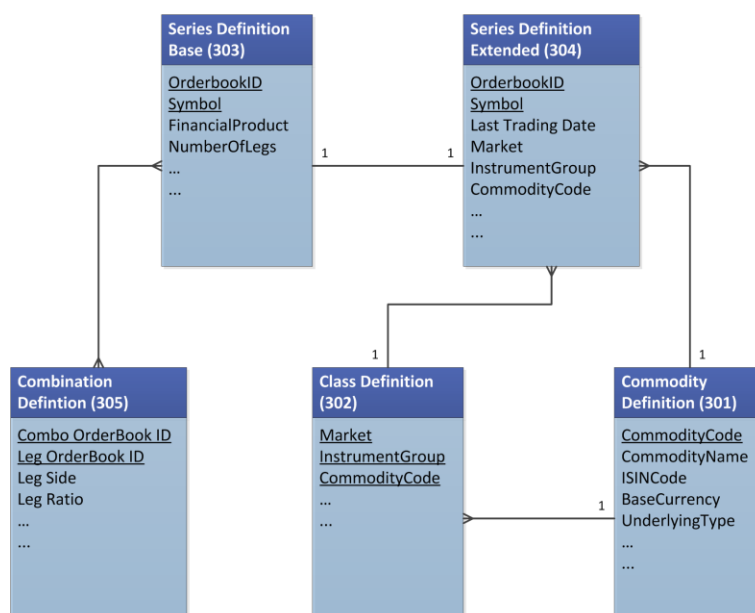 Series Definition
Base (303)
OrderbookID
Symbol
FinancialProduct
NumberOfLegs
…
...
Series Definition
Extended (304)
OrderbookID
Symbol
Last Trading Date
Market
InstrumentGroup
CommodityCode
…
...
1
1
1
1
1
Combination
Defintion (305)
Combo OrderBook ID
Leg OrderBook ID
Leg Side
Leg Ratio
…
...
Class Definition
(302)
Market
InstrumentGroup
CommodityCode
…
...
Commodity
Definition (301)
CommodityCode
CommodityName
ISINCode
BaseCurrency
UnderlyingType
…
...